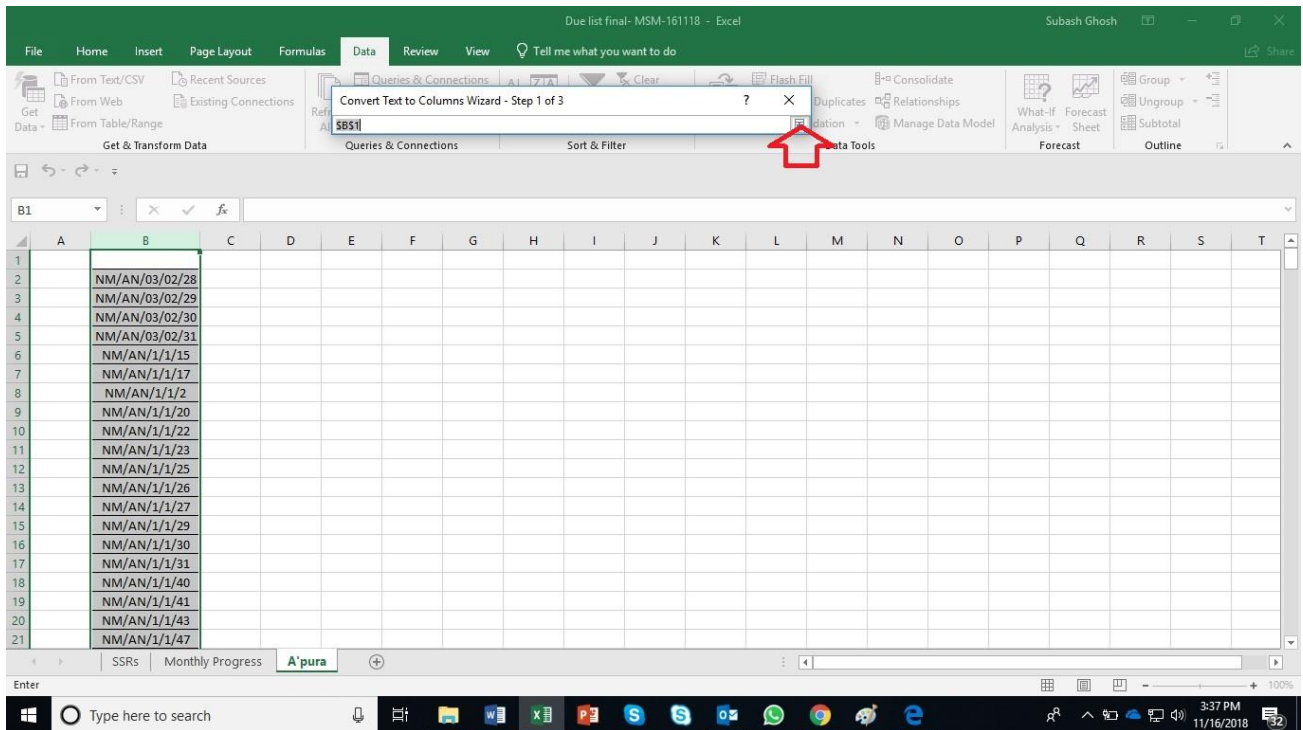 Due list final- MSM-161118 - Excel
Subash Ghosh
File Home Insert Page Layout Formulas Data Review View Tell me what you want to do Share
From Text/CSV Recent Sources Queries & Connections Clear Flash Fill Consolidate Group
From Web Existing Connections Convert Text to Columns Wizard - Step 1 of 3 ? Duplicates Relationships Ungroup
Get Data From Table/Range $B$1 Manage Data Model What-If Analysis Forecast Sheet Subtotal
Get & Transform Data Queries & Connections Sort & Filter Data Tools Forecast Outline
B1 fx
A B C D E F G H I J K L M N O P Q R S T
1
2 NM/AN/03/02/28
3 NM/AN/03/02/29
4 NM/AN/03/02/30
5 NM/AN/03/02/31
6 NM/AN/1/1/15
7 NM/AN/1/1/17
8 NM/AN/1/1/2
9 NM/AN/1/1/20
10 NM/AN/1/1/22
11 NM/AN/1/1/23
12 NM/AN/1/1/25
13 NM/AN/1/1/26
14 NM/AN/1/1/27
15 NM/AN/1/1/29
16 NM/AN/1/1/30
17 NM/AN/1/1/31
18 NM/AN/1/1/40
19 NM/AN/1/1/41
20 NM/AN/1/1/43
21 NM/AN/1/1/47
SSRs Monthly Progress A'pura
Enter 100%
Type here to search 3:37 PM
11/16/2018 32